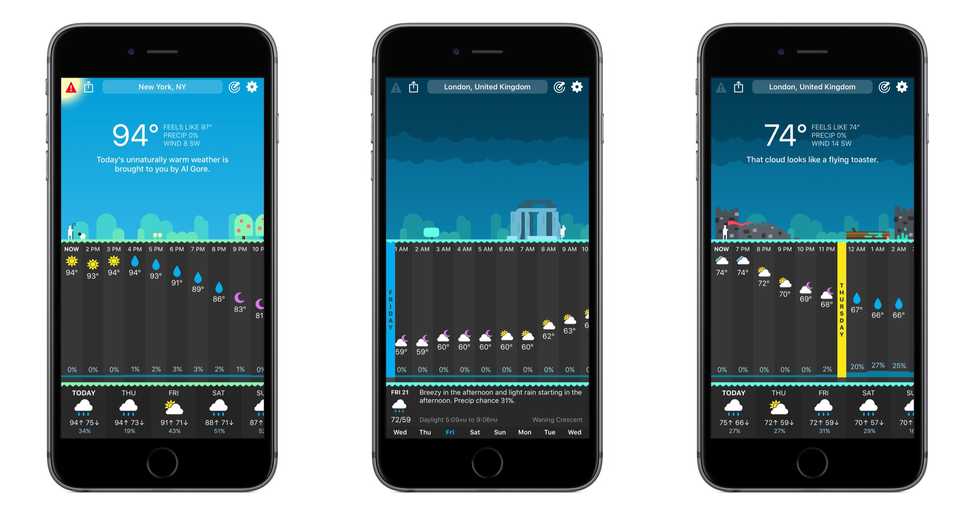 New York, NY
94°
FEELS LIKE 97°
PRECIP 0%
WIND 8 SW
Today's unnaturally warm weather is
brought to you by Al Gore.
NOW 2 PM 3 PM 4 PM 5 PM 6 PM 7 PM 8 PM 9 PM 10 P
94° 93° 94° 94° 93° 91° 89° 86° 83° 81
0% 0% 0% 1% 2% 3% 3% 2% 1% 0%
TODAY THU FRI SAT SU
94↑ 75↓ 94↑ 73↓ 91↑ 71↓ 88↑ 71↓ 87↑
34% 19% 43% 51% 52
London, United Kingdom
FRIDAY
1 AM 2 AM 3 AM 4 AM 5 AM 6 AM 7 AM 8 AM 9 AM 10
59° 59° 60° 60° 60° 60° 60° 62° 63° 6
0% 0% 0% 0% 0% 0% 0% 0% 0% 0%
FRI 21
Breezy in the afternoon and light rain starting in the
afternoon. Precip chance 31%.
72/59
Daylight 5:09AM to 9:06PM
Waning Crescent
Wed Thu Fri Sat Sun Mon Tue Wed
London, United Kingdom
74°
FEELS LIKE 74°
PRECIP 0%
WIND 14 SW
That cloud looks like a flying toaster.
NOW 7 PM 8 PM 9 PM 10 PM 11 PM 12 AM 1 AM 2 A
THURSDAY
74° 74° 72° 70° 69° 68° 67° 66° 66°
0% 0% 0% 0% 0% 2% 20% 27% 25%
TODAY THU FRI SAT SU
75↑ 66↓ 72↑ 59↓ 72↑ 59↓ 70↑ 57↓ 70↑
27% 27% 31% 29% 16